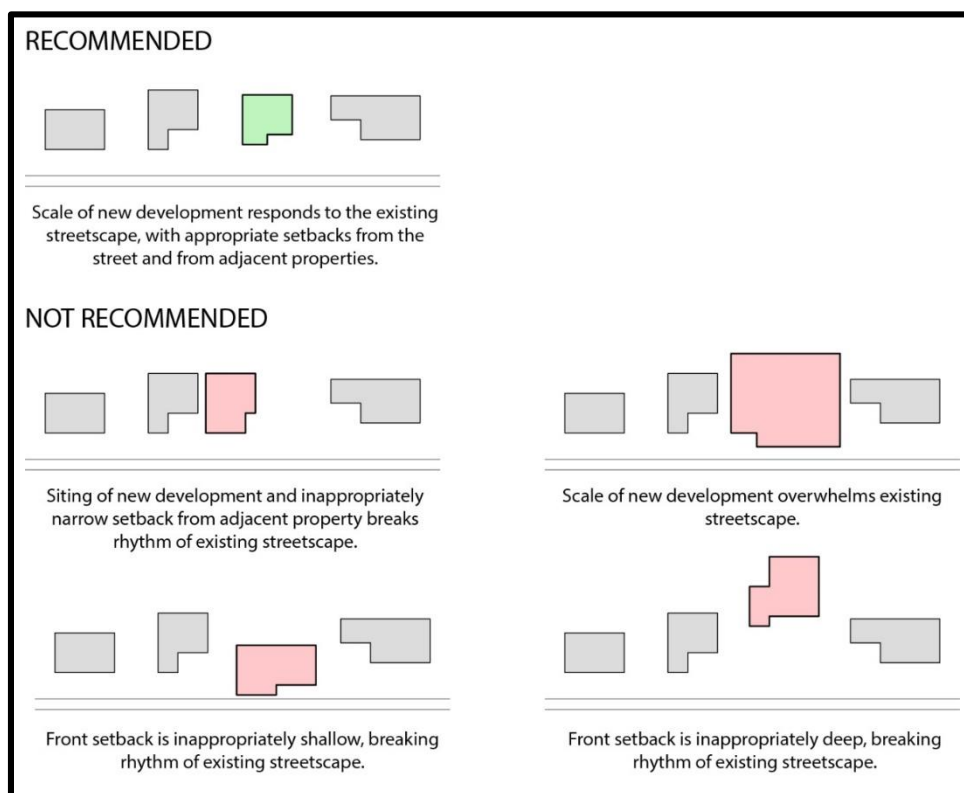 RECOMMENDED
Scale of new development responds to the existing
streetscape, with appropriate setbacks from the
street and from adjacent properties.
NOT RECOMMENDED
Siting of new development and inappropriately
narrow setback from adjacent property breaks
rhythm of existing streetscape.
Scale of new development overwhelms existing
streetscape.
Front setback is inappropriately shallow, breaking
rhythm of existing streetscape.
Front setback is inappropriately deep, breaking
rhythm of existing streetscape.